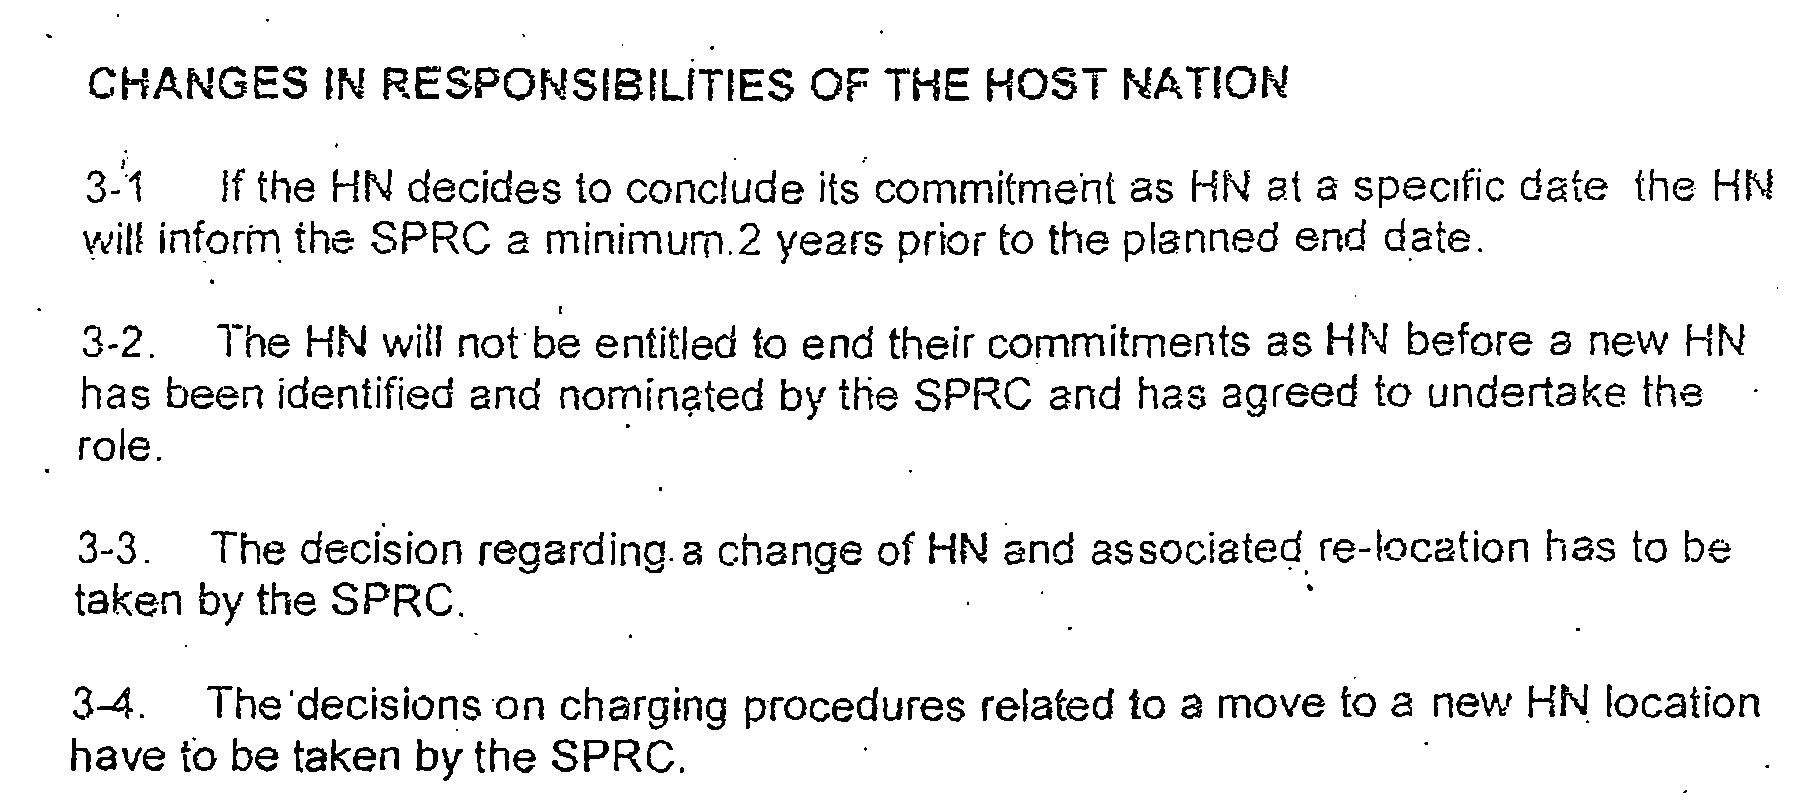 CHANGES IN RESPONSIBILITIES OF THE HOST NATION
3-1 If the HN decides to conclude its commitment as HN at a specific date the HN
will inform the SPRC a minimum 2 years prior to the planned end date.
3-2. The HN will not be entitled to end their commitments as HN before a new HN
has been identified and nominated by the SPRC and has agreed to undertake the
role.
3-3. The decision regarding a change of HN and associated re-location has to be
taken by the SPRC.
3-4. The decisions on charging procedures related to a move to a new HN location
have to be taken by the SPRC.